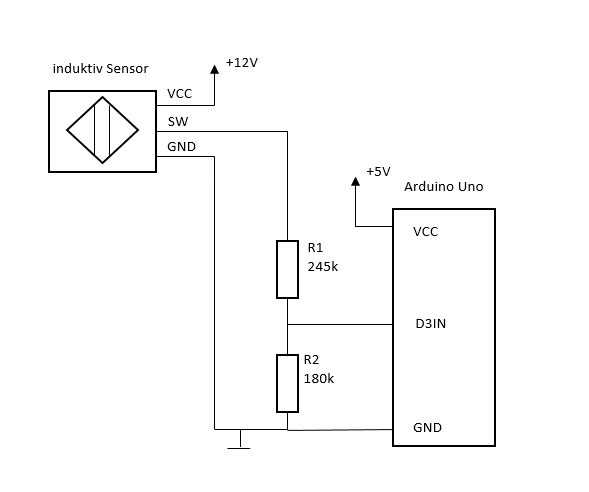 induktiv Sensor
+12V
VCC
SW
GND
+5V
Arduino Uno
VCC
R1
245k
D3IN
R2
180k
GND